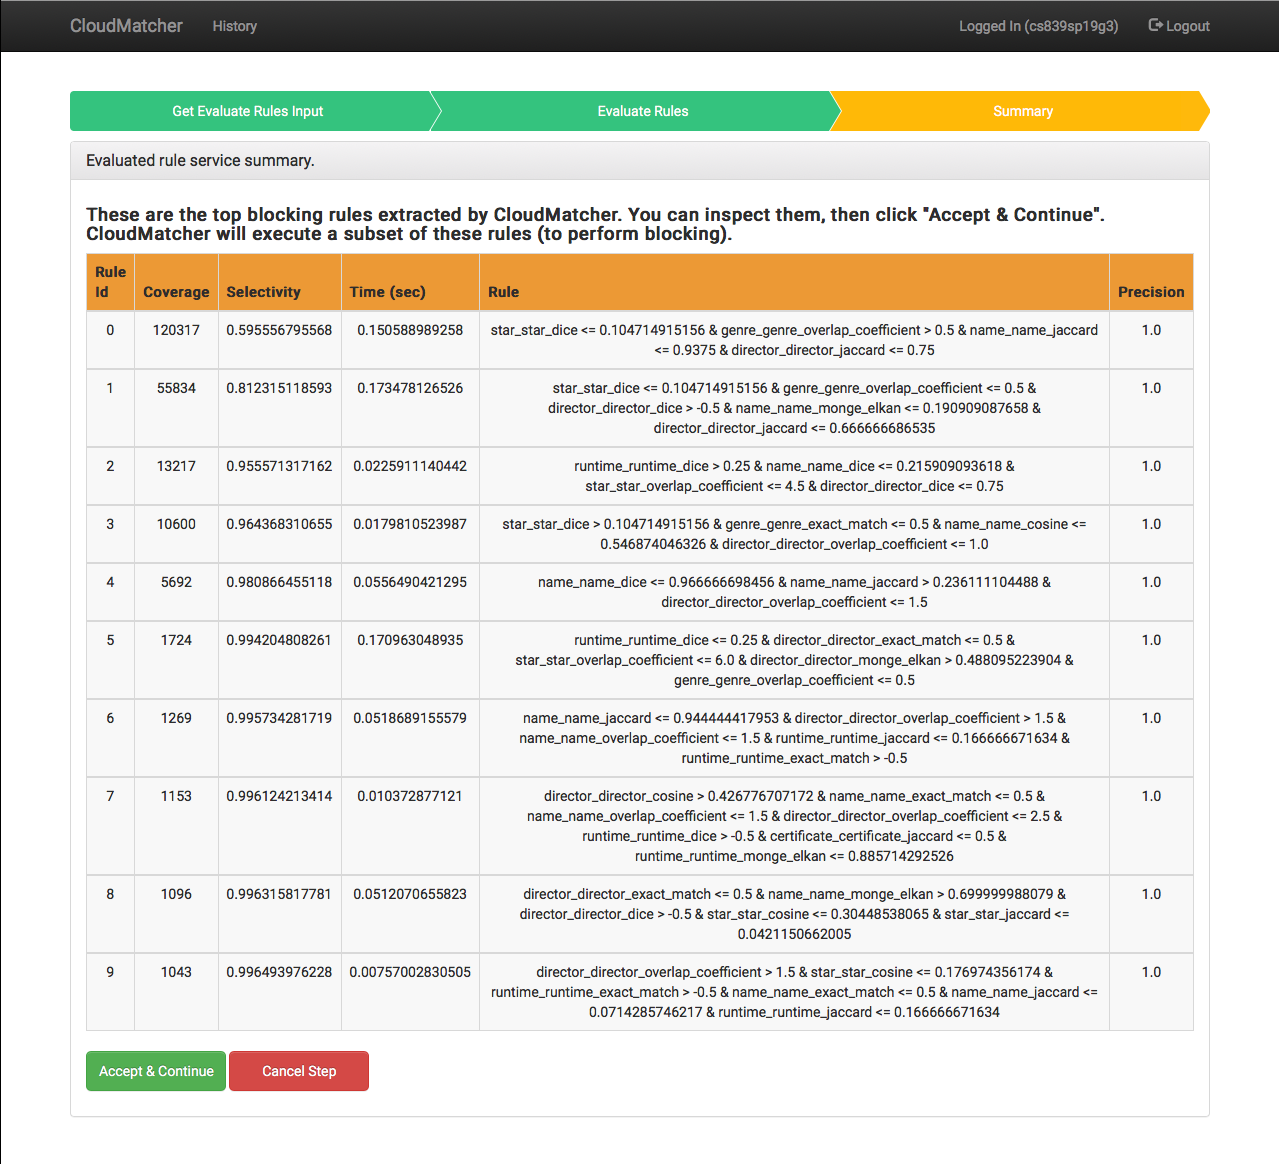 CloudMatcher History Logged In (cs839sp19g3) Logout
Get Evaluate Rules Input Evaluate Rules Summary
Evaluated rule service summary.
These are the top blocking rules extracted by CloudMatcher. You can inspect them, then click "Accept & Continue".
CloudMatcher will execute a subset of these rules (to perform blocking).
Rule Id Coverage Selectivity Time (sec) Rule Precision
0 120317 0.595556795568 0.150588989258 star_star_dice <= 0.104714915156 & genre_genre_overlap_coefficient > 0.5 & name_name_jaccard 1.0
<= 0.9375 & director_director_jaccard <= 0.75
1 55834 0.812315118593 0.173478126526 star_star_dice <= 0.104714915156 & genre_genre_overlap_coefficient <= 0.5 & 1.0
director_director_dice > -0.5 & name_name_monge_elkan <= 0.190909087658 &
director_director_jaccard <= 0.666666686535
2 13217 0.955571317162 0.0225911140442 runtime_runtime_dice > 0.25 & name_name_dice <= 0.215909093618 & 1.0
star_star_overlap_coefficient <= 4.5 & director_director_dice <= 0.75
3 10600 0.964368310655 0.0179810523987 star_star_dice > 0.104714915156 & genre_genre_exact_match <= 0.5 & name_name_cosine <= 1.0
0.546874046326 & director_director_overlap_coefficient <= 1.0
4 5692 0.980866455118 0.0556490421295 name_name_dice <= 0.966666698456 & name_name_jaccard > 0.236111104488 & 1.0
director_director_overlap_coefficient <= 1.5
5 1724 0.994204808261 0.170963048935 runtime_runtime_dice <= 0.25 & director_director_exact_match <= 0.5 & 1.0
star_star_overlap_coefficient <= 6.0 & director_director_monge_elkan > 0.488095223904 &
genre_genre_overlap_coefficient <= 0.5
6 1269 0.995734281719 0.0518689155579 name_name_jaccard <= 0.944444417953 & director_director_overlap_coefficient > 1.5 & 1.0
name_name_overlap_coefficient <= 1.5 & runtime_runtime_jaccard <= 0.166666671634 &
runtime_runtime_exact_match > -0.5
7 1153 0.996124213414 0.010372877121 director_director_cosine > 0.426776707172 & name_name_exact_match <= 0.5 & 1.0
name_name_overlap_coefficient <= 1.5 & director_director_overlap_coefficient <= 2.5 &
runtime_runtime_dice > -0.5 & certificate_certificate_jaccard <= 0.5 &
runtime_runtime_monge_elkan <= 0.885714292526
8 1096 0.996315817781 0.0512070655823 director_director_exact_match <= 0.5 & name_name_monge_elkan > 0.699999988079 & 1.0
director_director_dice > -0.5 & star_star_cosine <= 0.30448538065 & star_star_jaccard <=
0.0421150662005
9 1043 0.996493976228 0.00757002830505 director_director_overlap_coefficient > 1.5 & star_star_cosine <= 0.176974356174 & 1.0
runtime_runtime_exact_match > -0.5 & name_name_exact_match <= 0.5 & name_name_jaccard <=
0.0714285746217 & runtime_runtime_jaccard <= 0.166666671634
Accept & Continue Cancel Step